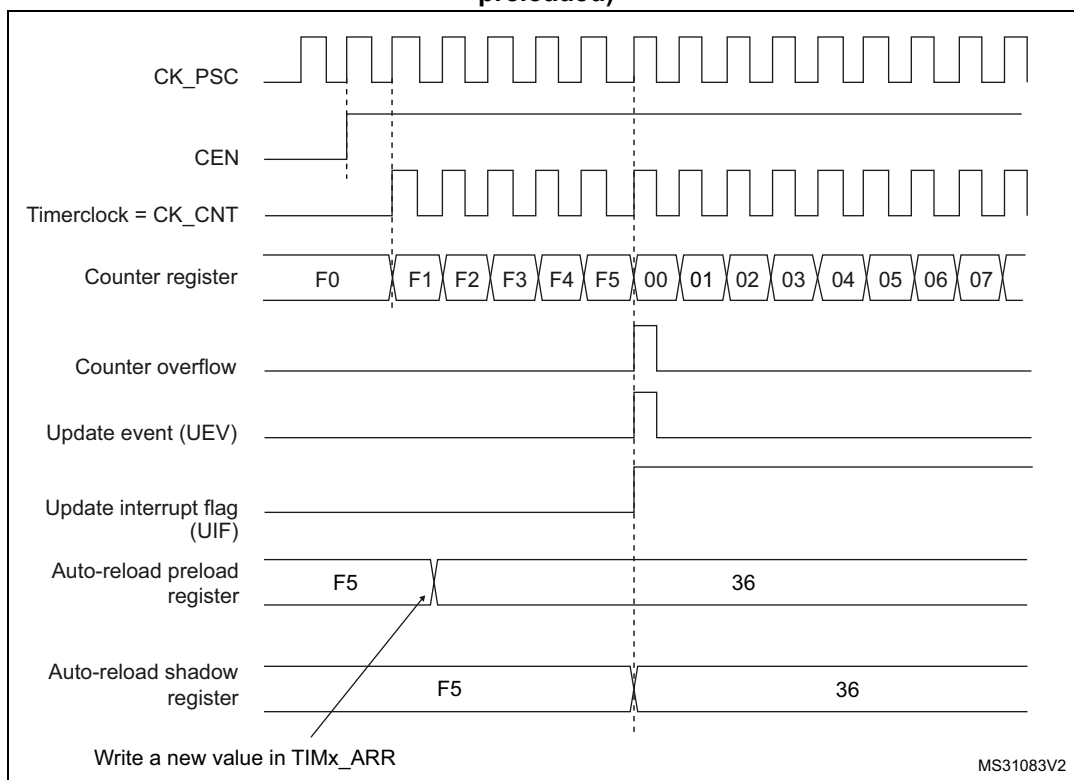 preloaded)
CK_PSC
CEN
Timerclock = CK_CNT
Counter register F0 F1 F2 F3 F4 F5 00 01 02 03 04 05 06 07
Counter overflow
Update event (UEV)
Update interrupt flag
(UIF)
Auto-reload preload
register
F5 36
Auto-reload shadow
register
F5 36
Write a new value in TIMx_ARR
MS31083V2